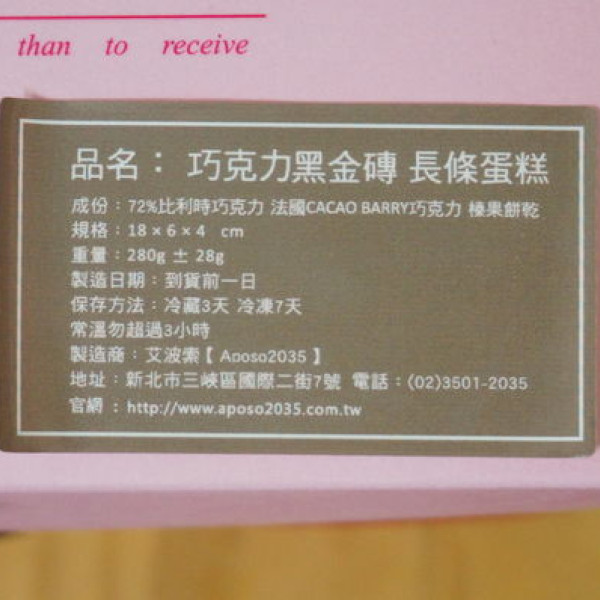 than to receive
品名： 巧克力黑金磚 長條蛋糕
成份：72%比利時巧克力 法國CACAO BARRY巧克力 榛果餅乾
規格：18×6×4 cm
重量：280g ± 28g
製造日期：到貨前一日
保存方法：冷藏3天 冷凍7天
常溫勿超過3小時
製造商：艾波索【Aposo2035】
地址：新北市三峽區國際二街7號 電話：(02)3501-2035
官網：http://www.aposo2035.com.tw